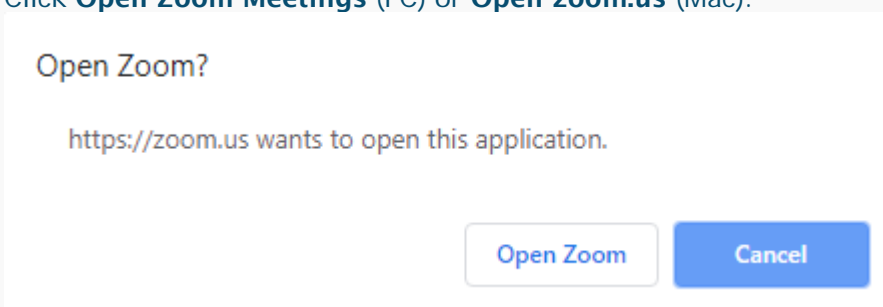 Click Open Zoom Meetings (PC) or Open zoom.us (Mac).
Open Zoom?
https://zoom.us wants to open this application.
Open Zoom
Cancel